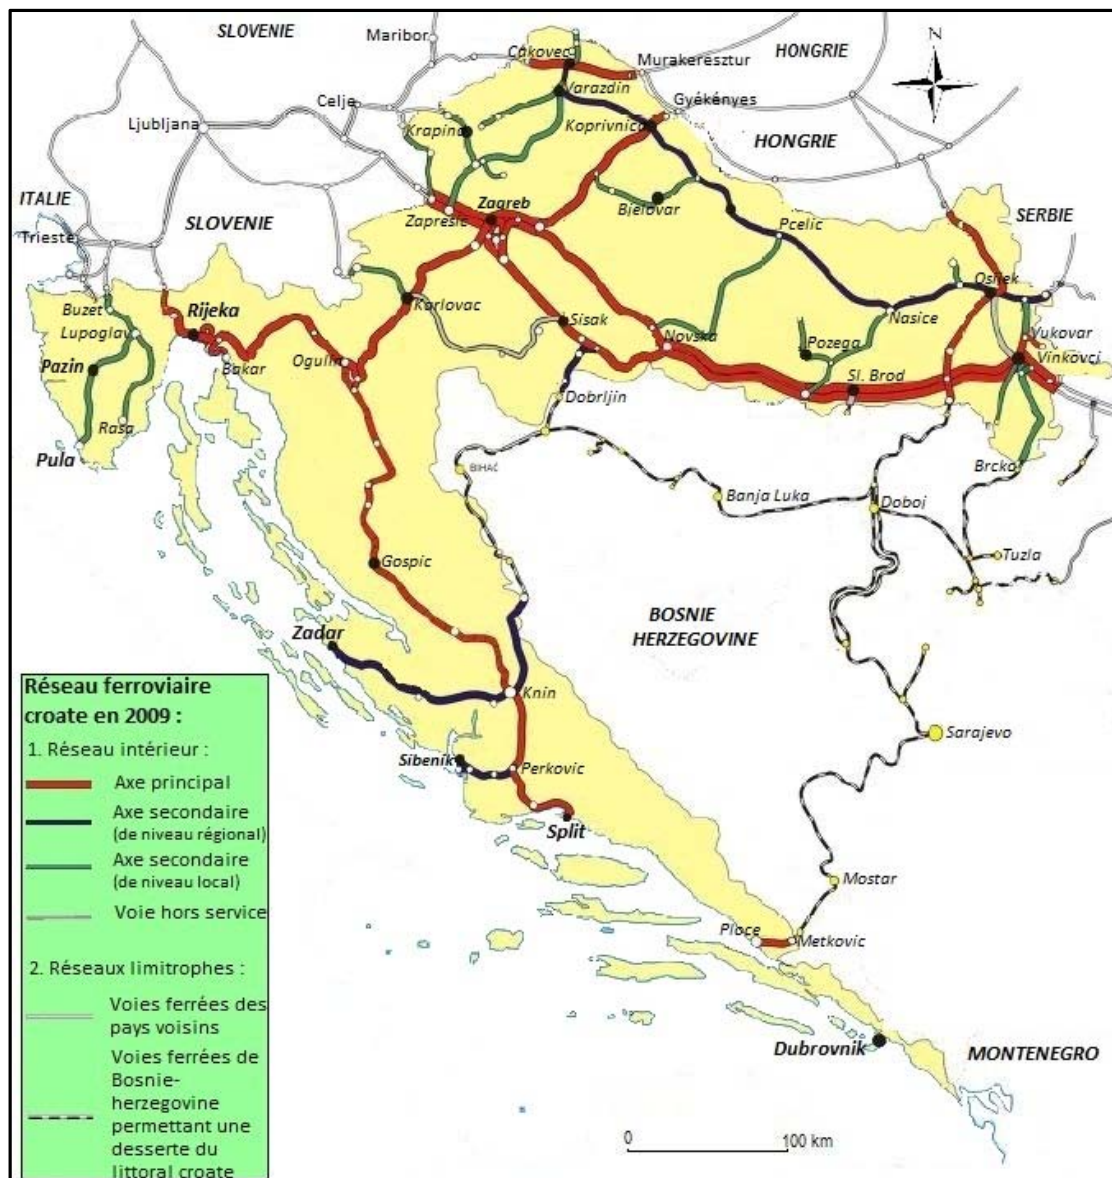 SLOVENIE
Maribor
HONGRIE
N
Cakovec
Murakeresztur
Varazdin
Celje
Gyékényes
Ljubljana
Krapina
Koprivnica
HONGRIE
ITALIE
SLOVENIE
Zagreb
Bjelovar
SERBIE
Zapresic
Pcelic
Trieste
Osijek
Buzet
Rijeka
Karlovac
Sisak
Nasice
Lupoglav
Novska
Vukovar
Pozega
Vinkovci
Pazin
Bakar
Ogulin
Sl. Brod
Dobrljin
Rasa
Pula
BIHAĆ
Brcko
Banja Luka
Doboj
Tuzla
Gospic
BOSNIE
HERZEGOVINE
Zadar
Knin
Sarajevo
Sibenik
Perkovic
Split
Mostar
Ploce
Metkovic
Dubrovnik
MONTENEGRO
0
100 km
Réseau ferroviaire
croate en 2009 :
1. Réseau intérieur :
Axe principal
Axe secondaire
(de niveau régional)
Axe secondaire
(de niveau local)
Voie hors service
2. Réseaux limitrophes :
Voies ferrées des
pays voisins
Voies ferrées de
Bosnie-
herzegovine
permettant une
desserte du
littoral croate